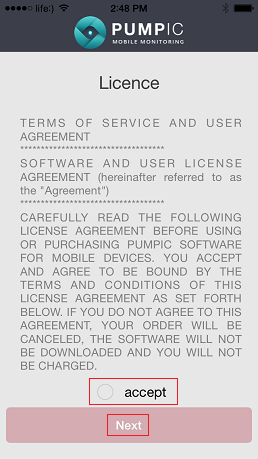 life:) 2:48 PM
PUMPIC
MOBILE MONITORING
Licence
TERMS OF SERVICE AND USER
AGREEMENT
***********************************
SOFTWARE AND USER LICENSE
AGREEMENT (hereinafter referred to as
the "Agreement")
***********************************
CAREFULLY READ THE FOLLOWING
LICENSE AGREEMENT BEFORE USING
OR PURCHASING PUMPIC SOFTWARE
FOR MOBILE DEVICES. YOU ACCEPT
AND AGREE TO BE BOUND BY THE
TERMS AND CONDITIONS OF THIS
LICENSE AGREEMENT AS SET FORTH
BELOW. IF YOU DO NOT AGREE TO THIS
AGREEMENT, YOUR ORDER WILL BE
CANCELED, THE SOFTWARE WILL NOT
BE DOWNLOADED AND YOU WILL NOT
BE CHARGED.
accept
Next